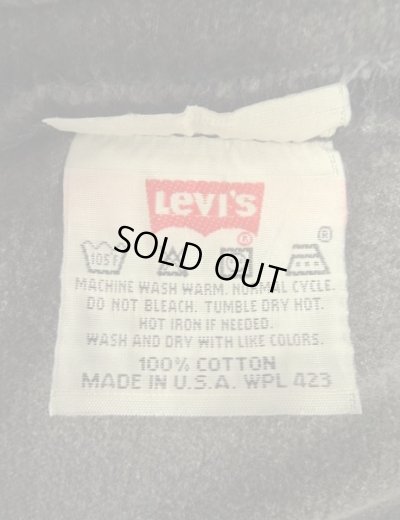 Levi's
®
®
105°F
SOLD OUT
MACHINE WASH WARM. NORMAL CYCLE.
DO NOT BLEACH. TUMBLE DRY HOT.
HOT IRON IF NEEDED.
WASH AND DRY WITH LIKE COLORS.
100% COTTON
MADE IN U.S.A. WPL 423